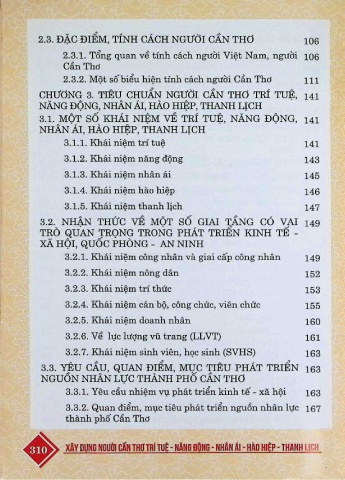 2.3. ĐẶC ĐIỂM, TÍNH CÁCH NGƯỜI CẦN THƠ 106
2.3.1. Tổng quan về tính cách người Việt Nam, người 106
Cần Thơ
2.3.2. Một số biểu hiện tính cách người Cần Thơ 111
CHƯƠNG 3. TIÊU CHUẨN NGƯỜI CẦN THƠ TRÍ TUỆ, 141
NĂNG ĐỘNG, NHÂN ÁI, HÀO HIỆP, THANH LỊCH
3.1. MỘT SỐ KHÁI NIỆM VỀ TRÍ TUỆ, NĂNG ĐỘNG, 141
NHÂN ÁI, HÀO HIỆP, THANH LỊCH
3.1.1. Khái niệm trí tuệ 141
3.1.2. Khái niệm năng động 143
3.1.3. Khái niệm nhân ái 145
3.1.4. Khái niệm hào hiệp 146
3.1.5. Khái niệm thanh lịch 147
3.2. NHẬN THỨC VỀ MỘT SỐ GIAI TẦNG CÓ VAI 149
TRÒ QUAN TRỌNG TRONG PHÁT TRIỂN KINH TẾ -
XÃ HỘI, QUỐC PHÒNG - AN NINH
3.2.1. Khái niệm công nhân và giai cấp công nhân 149
3.2.2. Khái niệm nông dân 152
3.2.3. Khái niệm trí thức 153
3.2.4. Khái niệm cán bộ, công chức, viên chức 155
3.2.5. Khái niệm doanh nhân 160
3.2.6. Về lực lượng vũ trang (LLVT) 161
3.2.7. Khái niệm sinh viên, học sinh (SVHS) 161
3.3. YÊU CẦU, QUAN ĐIỂM, MỤC TIÊU PHÁT TRIỂN 163
NGUỒN NHÂN LỰC THÀNH PHỐ CẦN THƠ
3.3.1. Yêu cầu nhiệm vụ phát triển kinh tế - xã hội 163
3.3.2. Quan điểm, mục tiêu phát triển nguồn nhân lực 167
thành phố Cần Thơ
310 XÂY DỰNG NGƯỜI CẦN THƠ TRÍ TUỆ - NĂNG ĐỘNG - NHÂN ÁI - HÀO HIỆP - THANH LỊCH